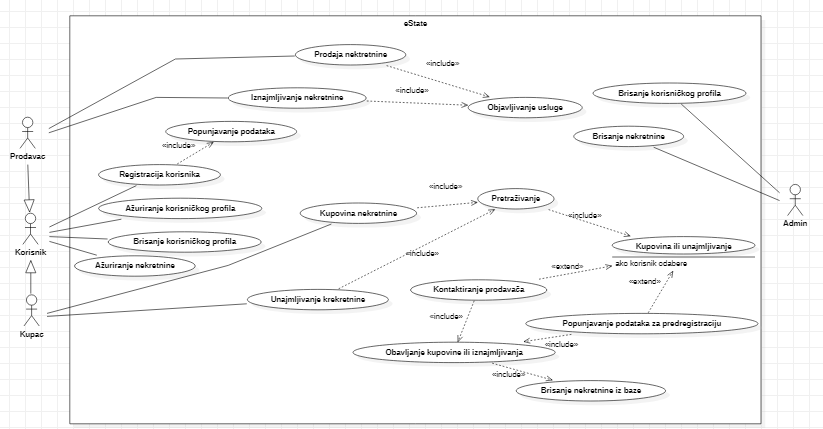 eState
Prodaja nektretnine
«include»
Iznajmljivanje nekretnine
«include»
Objavljivanje usluge
Brisanje korisničkog profila
Brisanje nekretnine
Popunjavanje podataka
«include»
Prodavac
Registracija korisnika
Ažuriranje korisničkog profila
Kupovina nekretnine
«include»
Pretraživanje
«include»
Admin
Korisnik
Brisanje korisničkog profila
Kupovina ili unajmljivanje
ako korisnik odabere
Ažuriranje nekretnine
«include»
«extend»
«extend»
Unajmljivanje krekretnine
Kontaktiranje prodavača
Kupac
«include»
Popunjavanje podataka za predregistraciju
«include»
Obavljanje kupovine ili iznajmljivanja
«include»
Brisanje nekretnine iz baze